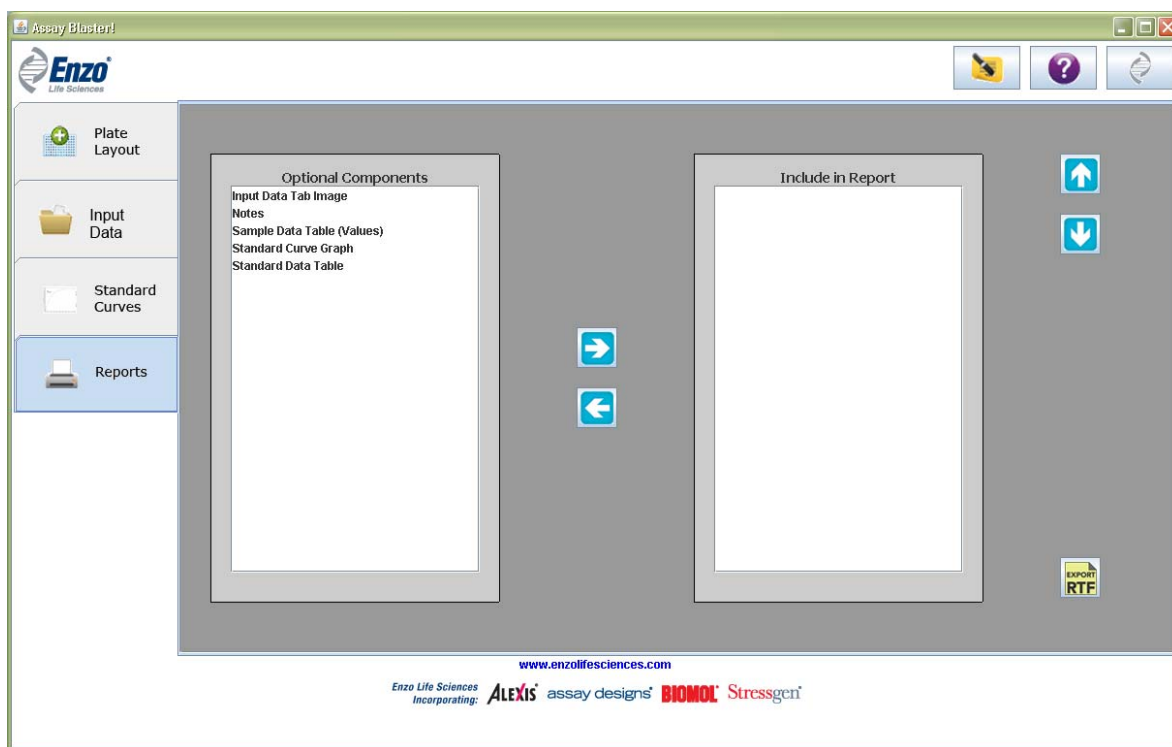 Assay Blaster!
Enzo
Life Sciences
?
Plate
Layout
Input
Data
Standard
Curves
Reports
Optional Components
Input Data Tab Image
Notes
Sample Data Table (Values)
Standard Curve Graph
Standard Data Table
Include in Report
EXPORT
RTF
www.enzolifesciences.com
Enzo Life Sciences
Incorporating:
ALEXIS assay designs BIOMOL Stressgen